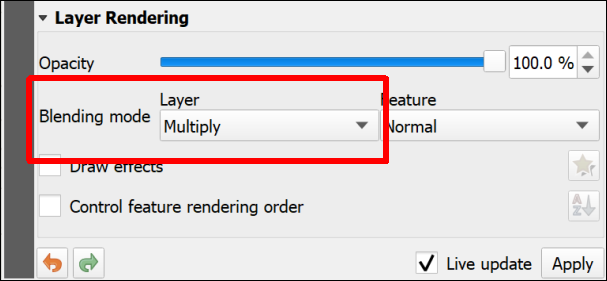 Layer Rendering
Opacity 100.0 %
Layer Feature
Blending mode Multiply Normal
Draw effects
Control feature rendering order
Live update Apply